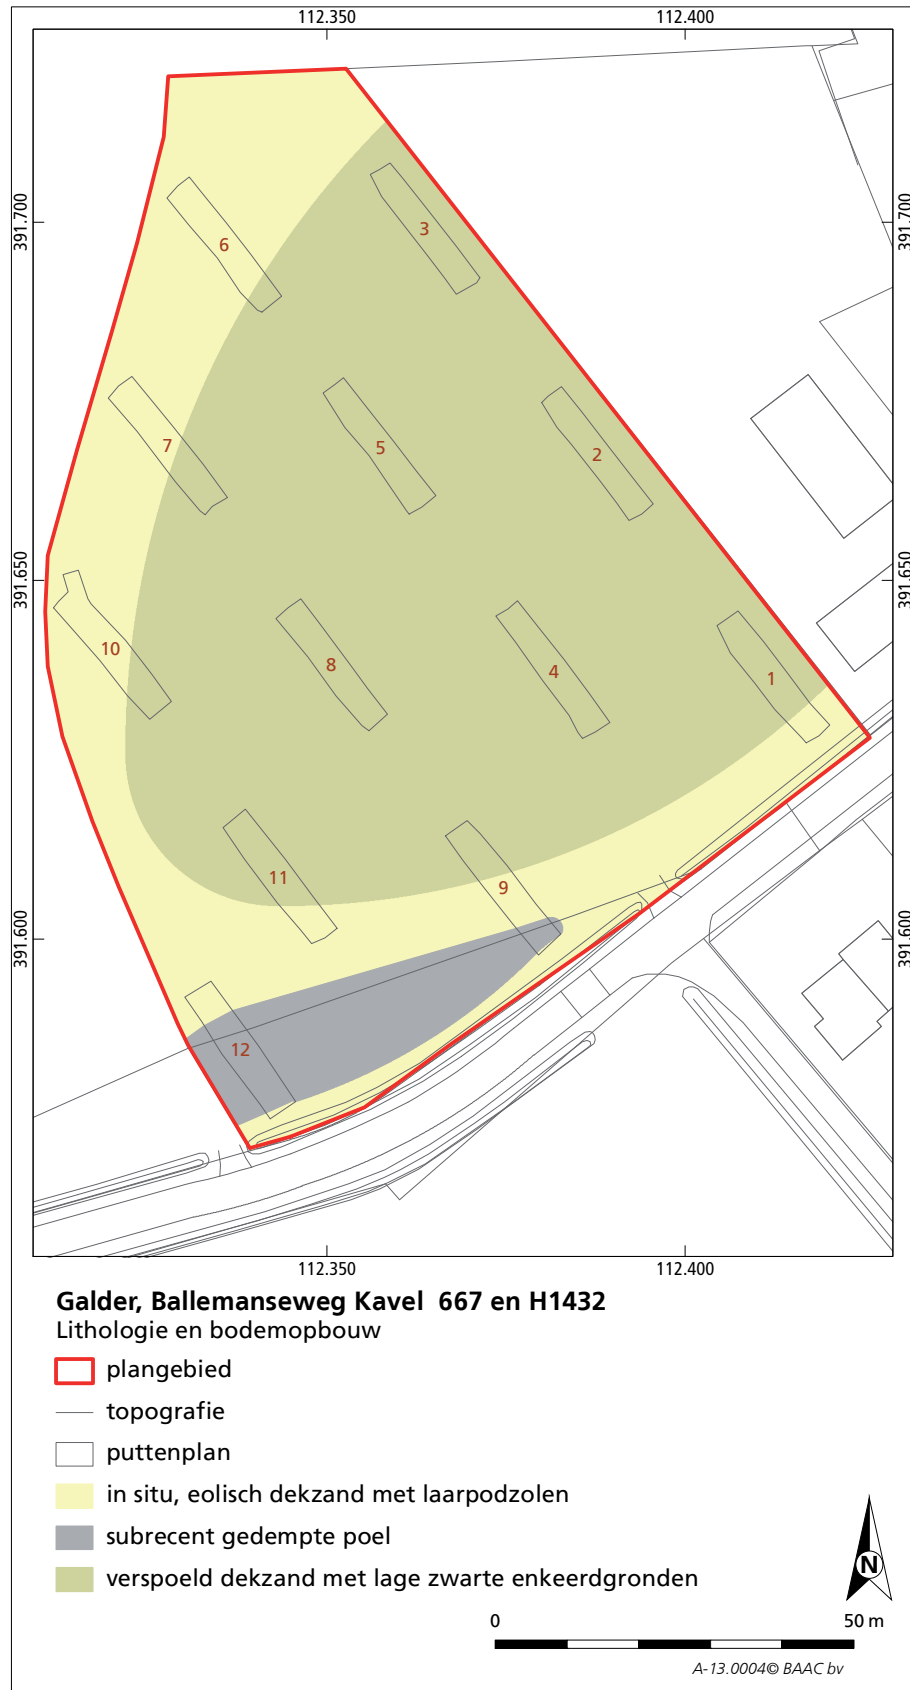 112.350
112.400
391.700
391.700
6
3
7
5
2
391.650
391.650
10
8
4
1
11
9
391.600
391.600
12
112.350
112.400
Galder, Ballemanseweg Kavel 667 en H1432
Lithologie en bodemopbouw
plangebied
topografie
puttenplan
in situ, eolisch dekzand met laarpodzolen
subrecent gedempte poel
verspoeld dekzand met lage zwarte enkeerdgronden
N
0
50 m
A-13.0004© BAAC bv